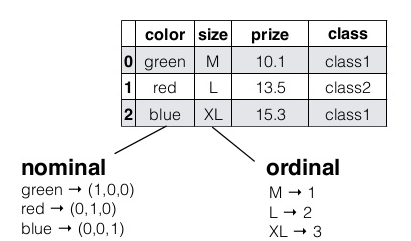 color size prize class
0 green M 10.1 class1
1 red L 13.5 class2
2 blue XL 15.3 class1
nominal
green → (1,0,0)
red → (0,1,0)
blue → (0,0,1)
ordinal
M → 1
L → 2
XL → 3